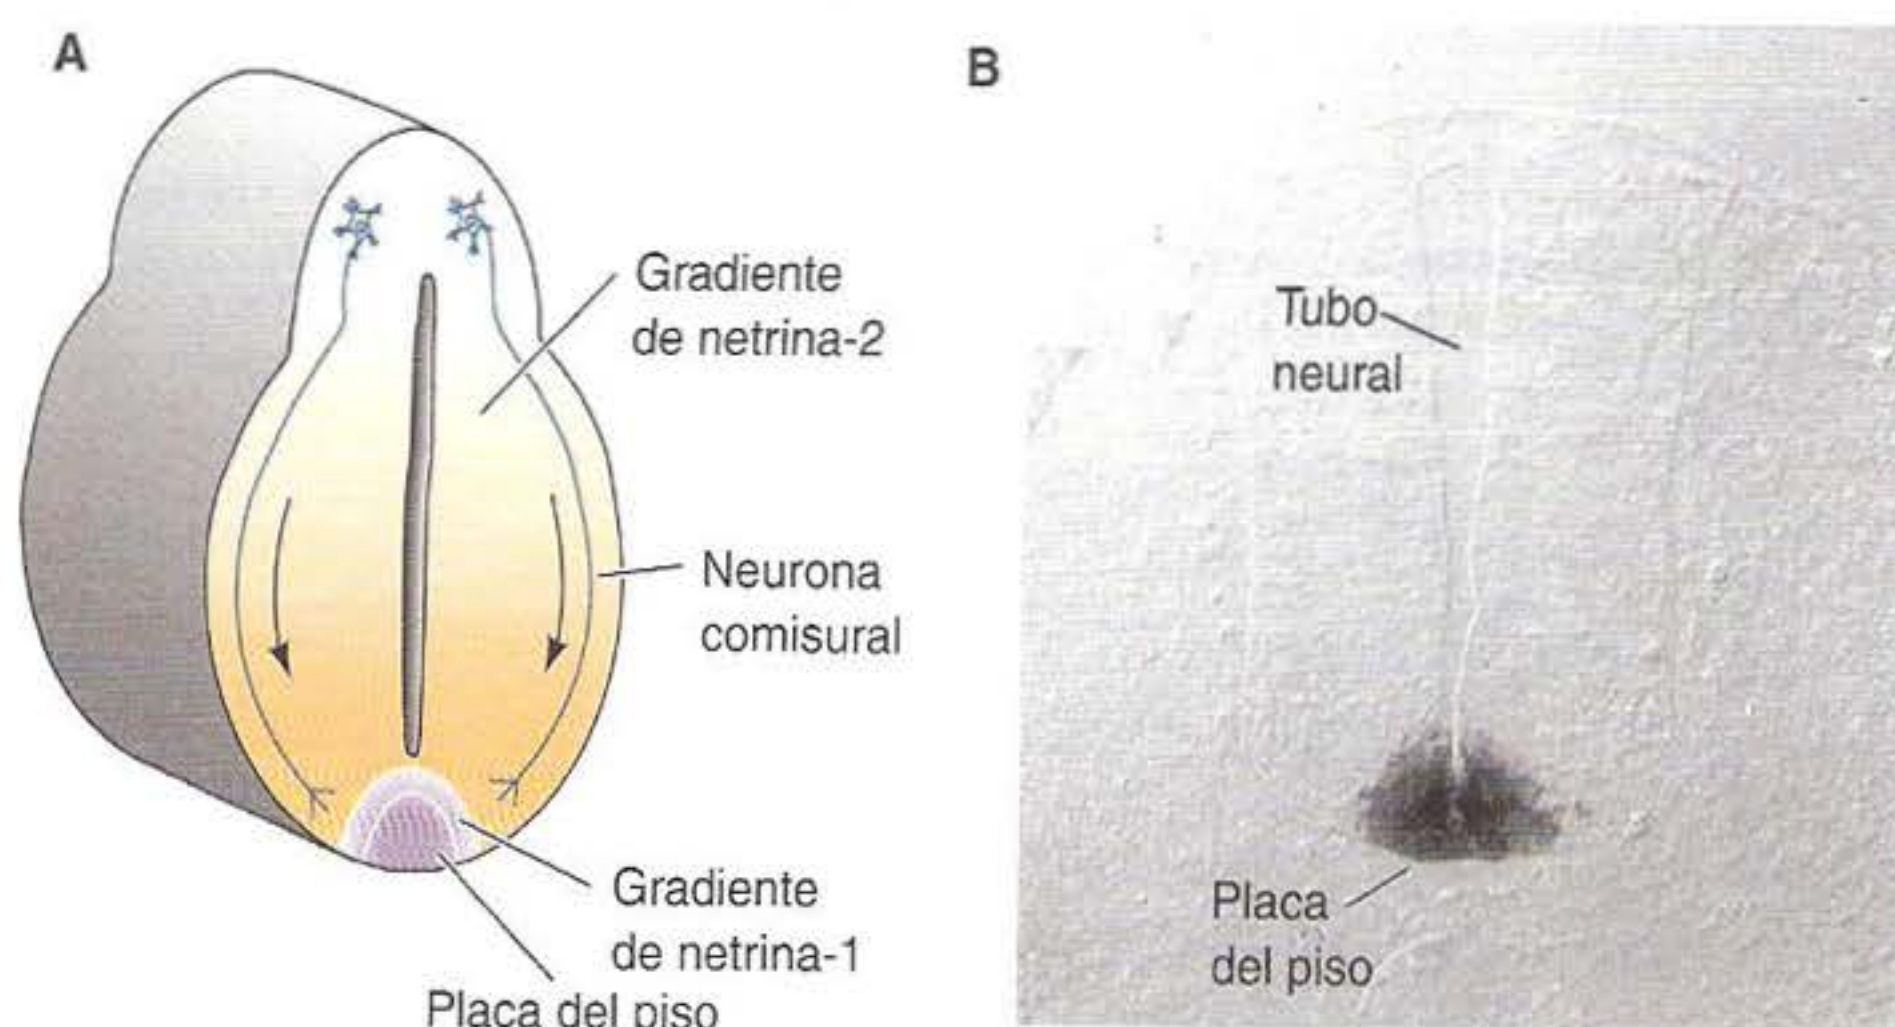 A
Gradiente
de netrina-2
Neurona
comisural
Gradiente
de netrina-1
Placa del piso
B
Tubo
neural
Placa
del piso